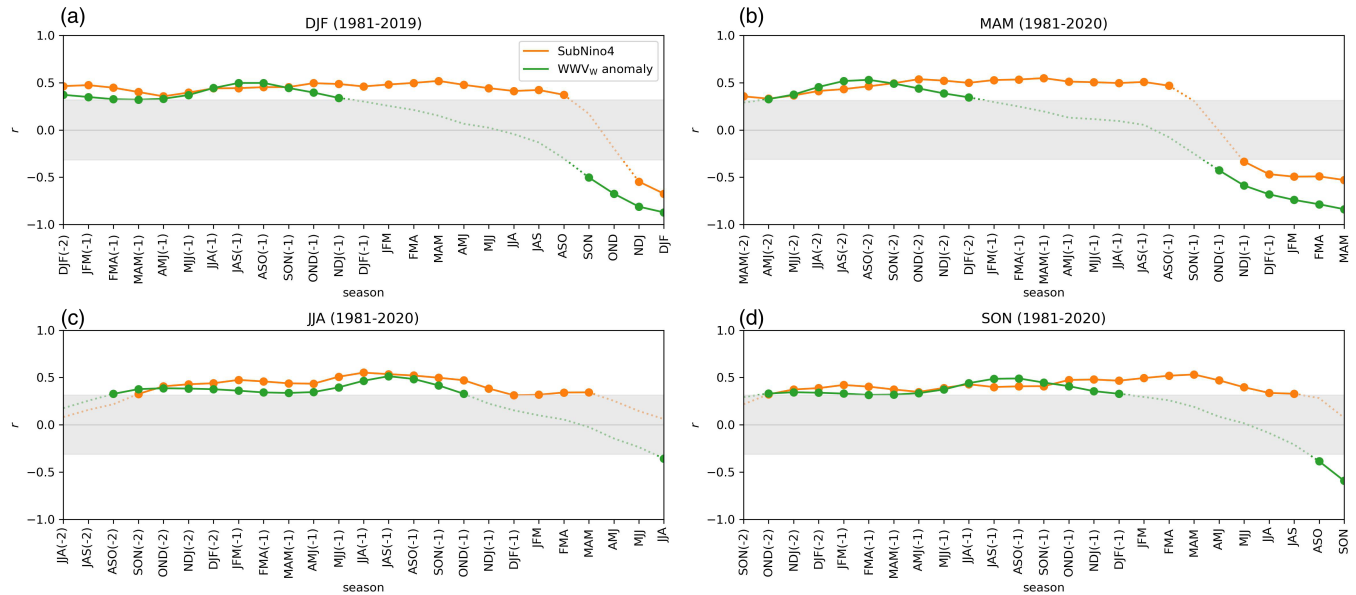 (a)
DJF (1981-2019)
1.0
0.5
0.0
−0.5
−1.0
r
SubNino4
WWVW anomaly
DJF(-2)
JFM(-1)
FMA(-1)
MAM(-1)
AMJ(-1)
MJJ(-1)
JJA(-1)
JAS(-1)
ASO(-1)
SON(-1)
OND(-1)
NDJ(-1)
DJF(-1)
JFM
FMA
MAM
AMJ
MJJ
JJA
JAS
ASO
SON
OND
NDJ
DJF
season
(b)
MAM (1981-2020)
1.0
0.5
0.0
−0.5
−1.0
r
MAM(-2)
AMJ(-2)
MJJ(-2)
JJA(-2)
JAS(-2)
ASO(-2)
SON(-2)
OND(-2)
NDJ(-2)
DJF(-2)
JFM(-1)
FMA(-1)
MAM(-1)
AMJ(-1)
MJJ(-1)
JJA(-1)
JAS(-1)
ASO(-1)
SON(-1)
OND(-1)
NDJ(-1)
DJF(-1)
JFM
FMA
MAM
season
(c)
JJA (1981-2020)
1.0
0.5
0.0
−0.5
−1.0
r
JJA(-2)
JAS(-2)
ASO(-2)
SON(-2)
OND(-2)
NDJ(-2)
DJF(-2)
JFM(-1)
FMA(-1)
MAM(-1)
AMJ(-1)
MJJ(-1)
JJA(-1)
JAS(-1)
ASO(-1)
SON(-1)
OND(-1)
NDJ(-1)
DJF(-1)
JFM
FMA
MAM
AMJ
MJJ
JJA
season
(d)
SON (1981-2020)
1.0
0.5
0.0
−0.5
−1.0
r
SON(-2)
OND(-2)
NDJ(-2)
DJF(-2)
JFM(-1)
FMA(-1)
MAM(-1)
AMJ(-1)
MJJ(-1)
JJA(-1)
JAS(-1)
ASO(-1)
SON(-1)
OND(-1)
NDJ(-1)
DJF(-1)
JFM
FMA
MAM
AMJ
MJJ
JJA
JAS
ASO
SON
season